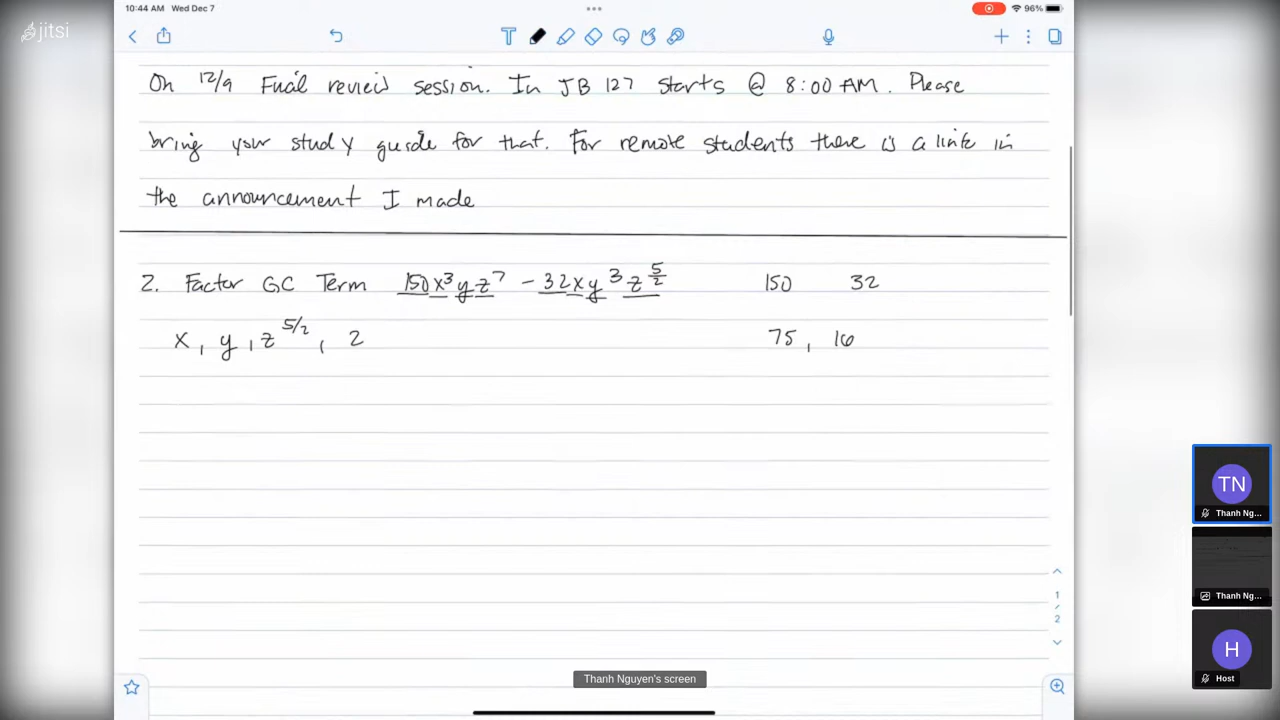 10:44 AM Wed Dec 7
96%
jitsi
On 12/9 Final review session. In JB 127 starts @ 8:00 AM. Please
bring your study guide for that. For remote students there is a link in
the announcement I made
2. Factor GC Term 150x³yz⁷ - 32xy³z^(5/2) 150 32
x, y, z^(5/2), 2 75, 16
1
/
2
TN
Thanh Ng...
Thanh Ng...
H
Host
Thanh Nguyen's screen